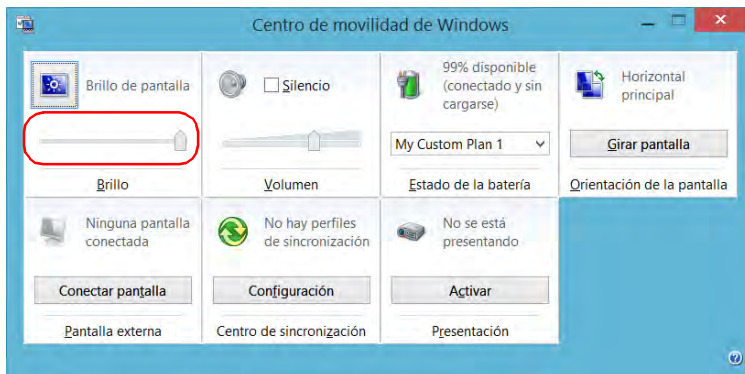 Centro de movilidad de Windows
Brillo de pantalla
Brillo
Silencio
Volumen
99% disponible
(conectado y sin
cargarse)
My Custom Plan 1
Estado de la batería
Horizontal
principal
Girar pantalla
Orientación de la pantalla
Ninguna pantalla
conectada
Conectar pantalla
Pantalla externa
No hay perfiles
de sincronización
Configuración
Centro de sincronización
No se está
presentando
Activar
Presentación